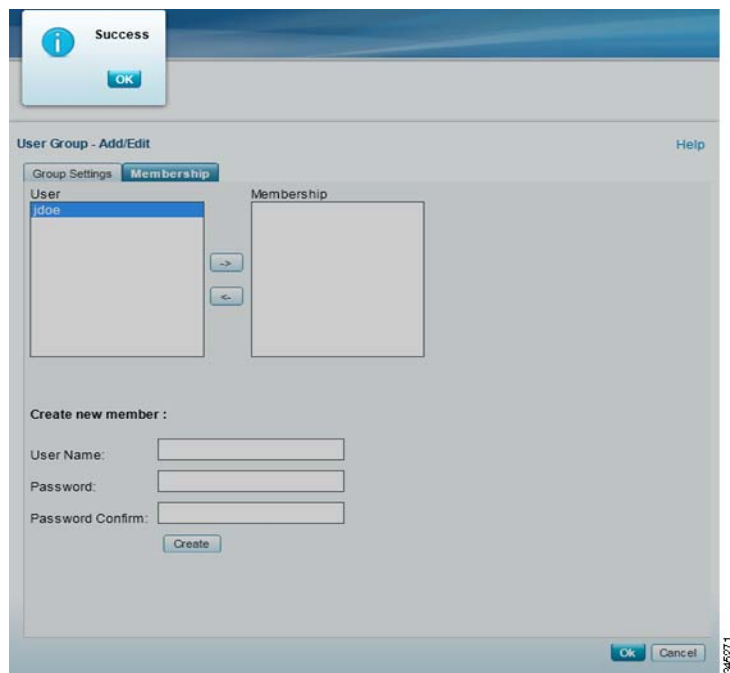 Success
OK
User Group - Add/Edit
Help
Group Settings
Membership
User
Membership
jdoe
->
<-
Create new member :
User Name:
Password:
Password Confirm:
Create
Ok
Cancel
345271